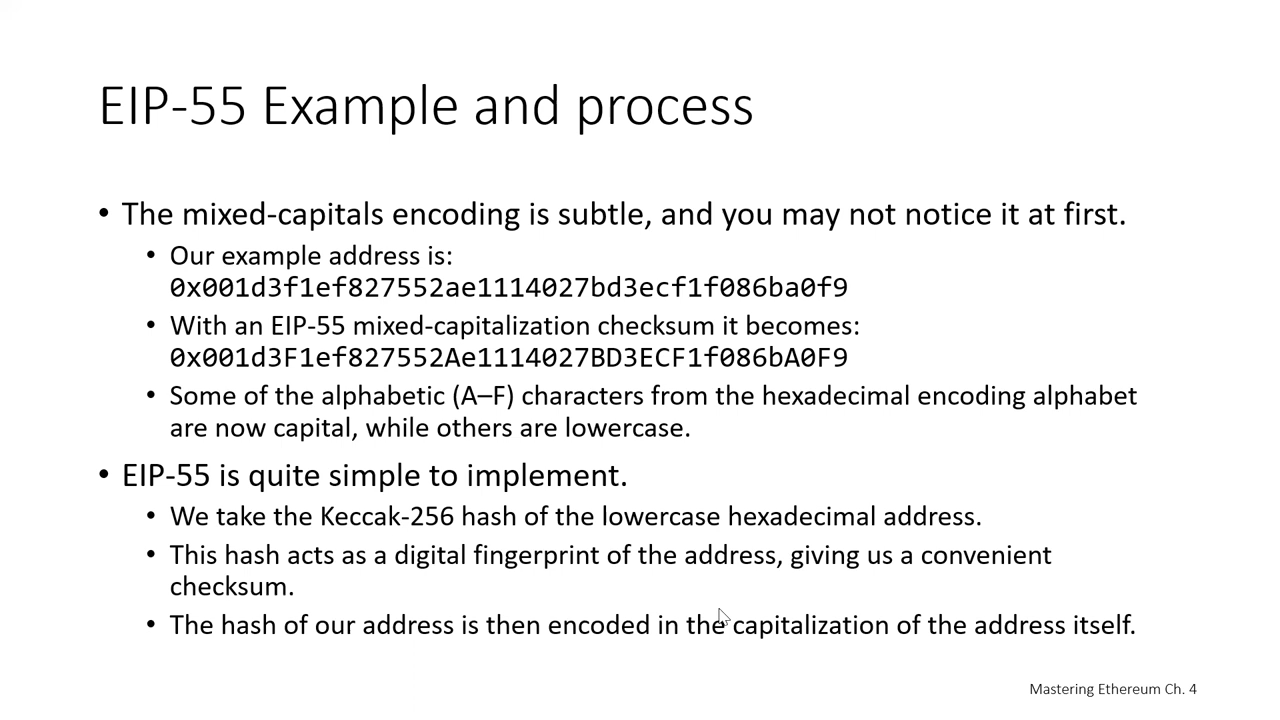 EIP-55 Example and process
• The mixed-capitals encoding is subtle, and you may not notice it at first.
• Our example address is:
0x001d3f1ef827552ae1114027bd3ecf1f086ba0f9
• With an EIP-55 mixed-capitalization checksum it becomes:
0x001d3F1ef827552Ae1114027BD3ECF1f086bA0F9
• Some of the alphabetic (A–F) characters from the hexadecimal encoding alphabet
are now capital, while others are lowercase.
• EIP-55 is quite simple to implement.
• We take the Keccak-256 hash of the lowercase hexadecimal address.
• This hash acts as a digital fingerprint of the address, giving us a convenient
checksum.
• The hash of our address is then encoded in the capitalization of the address itself.
Mastering Ethereum Ch. 4